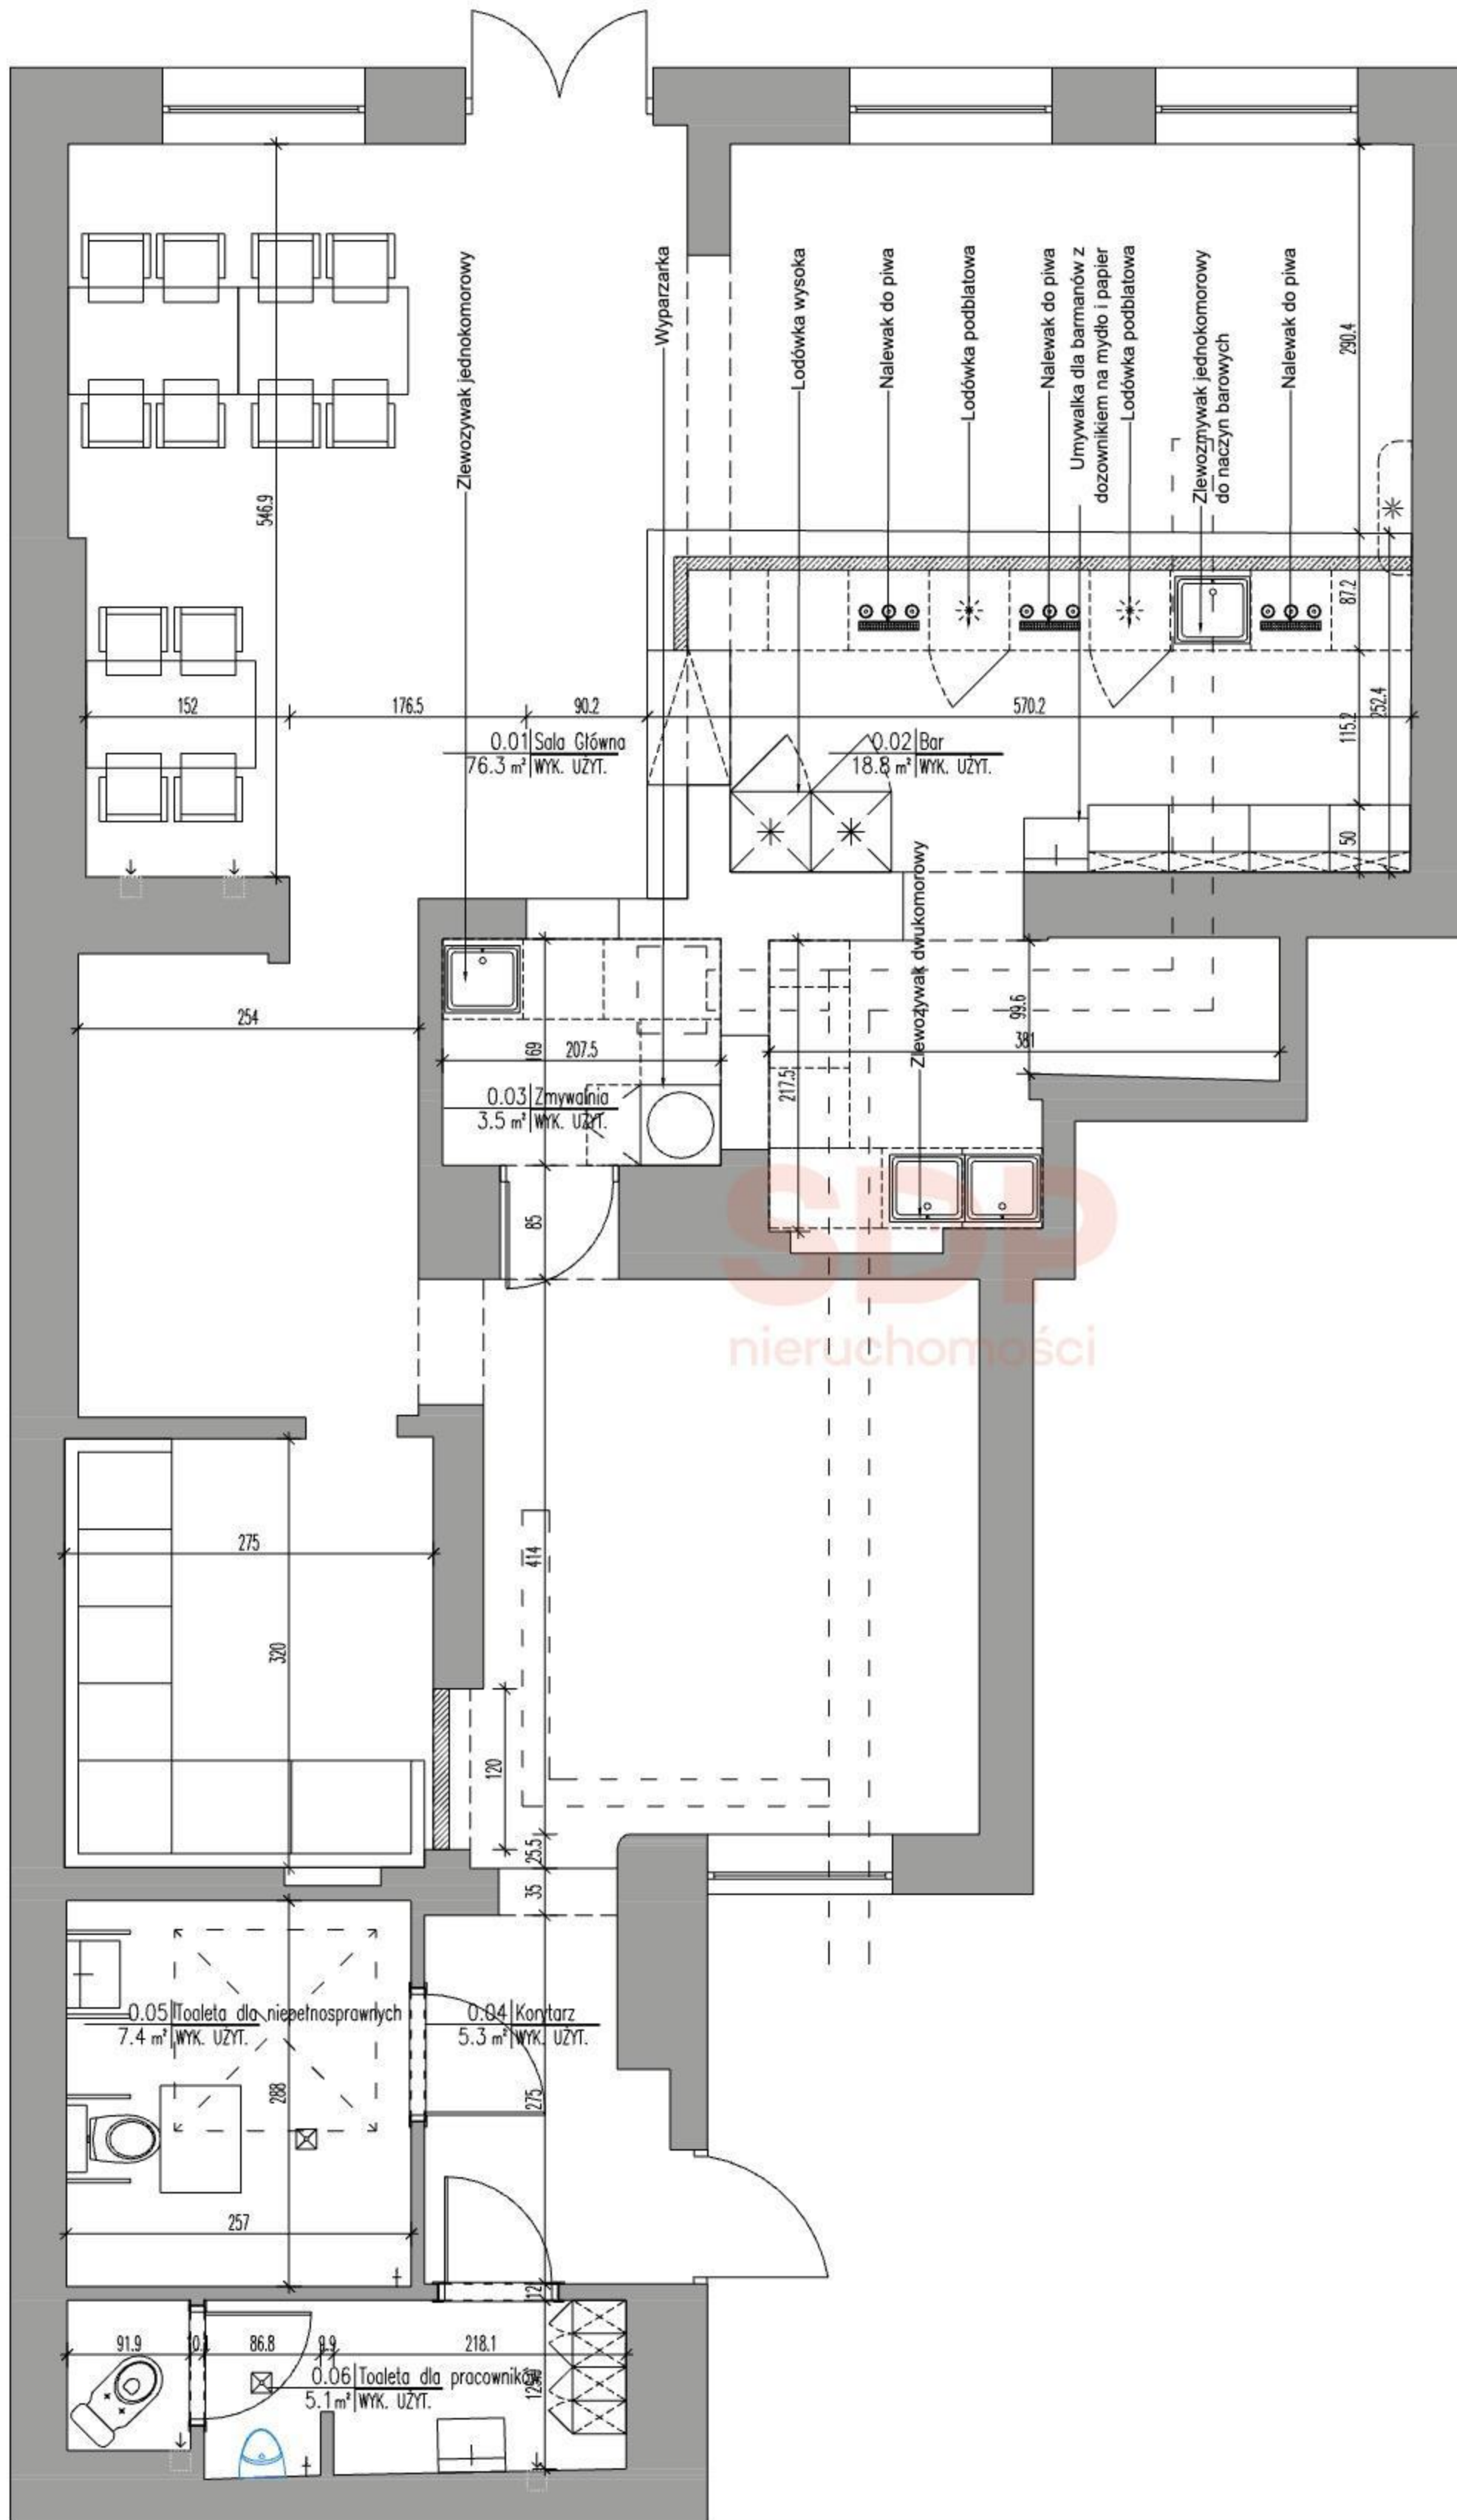 Zlewozywak jednokomorowy
Wyparzarka
Lodówka wysoka
Nalewak do piwa
Lodówka podblatowa
Nalewak do piwa
Umywalka dla barmanów z
dozownikiem na mydło i papier
Lodówka podblatowa
Zlewozmywak jednokomorowy
do naczyn barowych
Nalewak do piwa
290.4
546.9
87.2
152
176.5
90.2
570.2
115.2
252.4
0.01 Sala Główna
76.3 m² WYK. UŻYT.
0.02 Bar
18.8 m² WYK. UŻYT.
50
Zlewozywak dwukomorowy
254
169
207.5
99.6
381
217.5
0.03 Zmywalnia
3.5 m² WYK. UŻYT.
85
SDP
nieruchomości
275
414
320
120
25.5
35
0.05 Toaleta dla niepełnosprawnych
7.4 m² WYK. UŻYT.
0.04 Korytarz
5.3 m² WYK. UŻYT.
288
275
257
12
91.9
86.8
9.9
218.1
0.06 Toaleta dla pracowników
5.1 m² WYK. UŻYT.